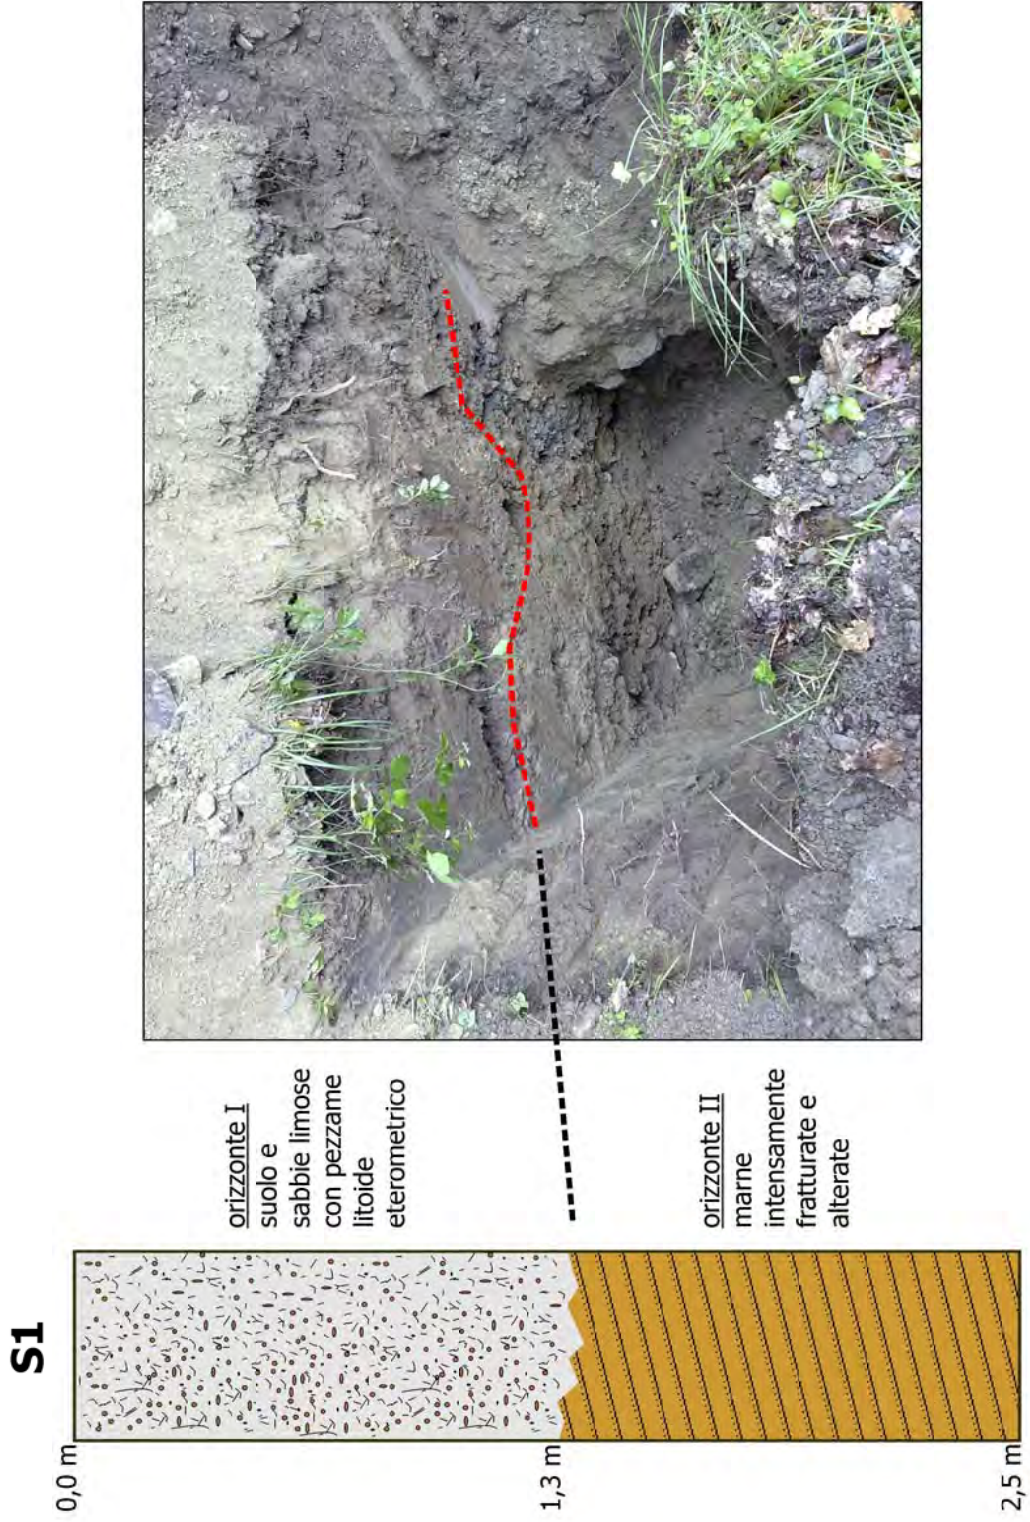 S1
0,0 m
1,3 m
2,5 m
orizzonte I
suolo e
sabbie limose
con pezzame
litoide
eterometrico
orizzonte II
marne
intensamente
fratturate e
alterate